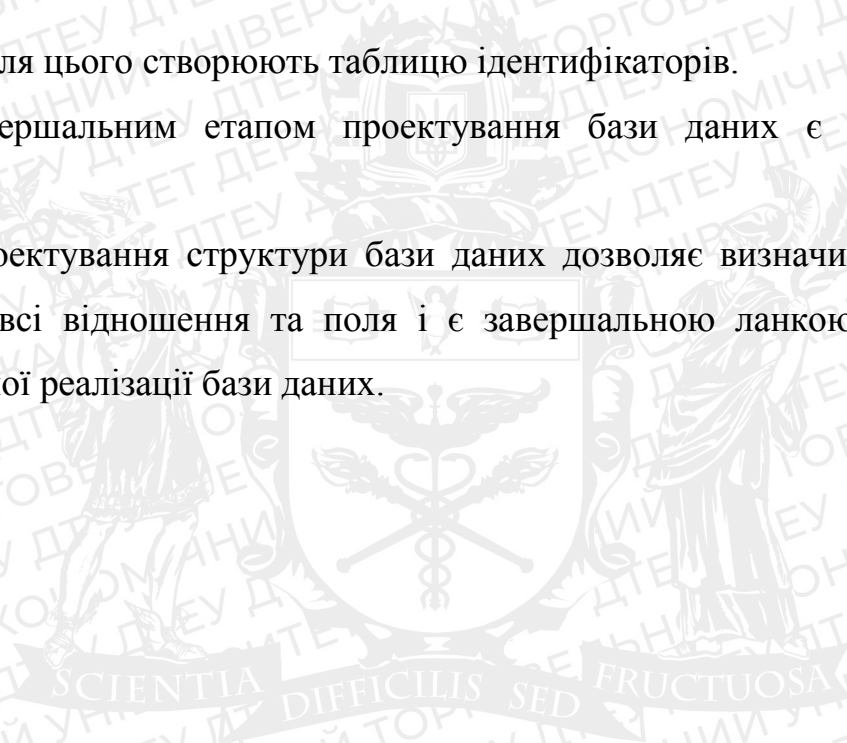 ля цього створюють таблицю ідентифікаторів.
ершальним етапом проектування бази даних є
оектування структури бази даних дозволяє визначи
всі відношення та поля і є завершальною ланкою
ої реалізації бази даних.
SCIENTIA DIFFICILIS SED FRUCTUOSA